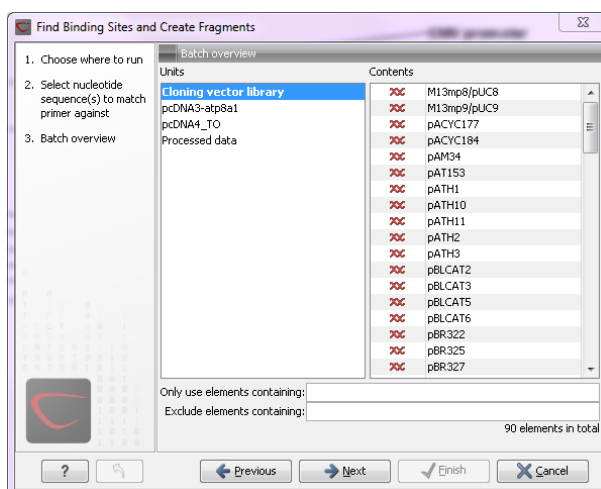 Find Binding Sites and Create Fragments
CMV promoter
1. Choose where to run
2. Select nucleotide
sequence(s) to match
primer against
3. Batch overview
Batch overview
Units
Cloning vector library
pcDNA3-atp8a1
pcDNA4_TO
Processed data
Contents
M13mp8/pUC8
M13mp9/pUC9
pACYC177
pACYC184
pAM34
pAT153
pATH1
pATH10
pATH11
pATH2
pATH3
pBLCAT2
pBLCAT3
pBLCAT5
pBLCAT6
pBR322
pBR325
pBR327
Only use elements containing:
Exclude elements containing:
90 elements in total
?
Previous
Next
Finish
Cancel